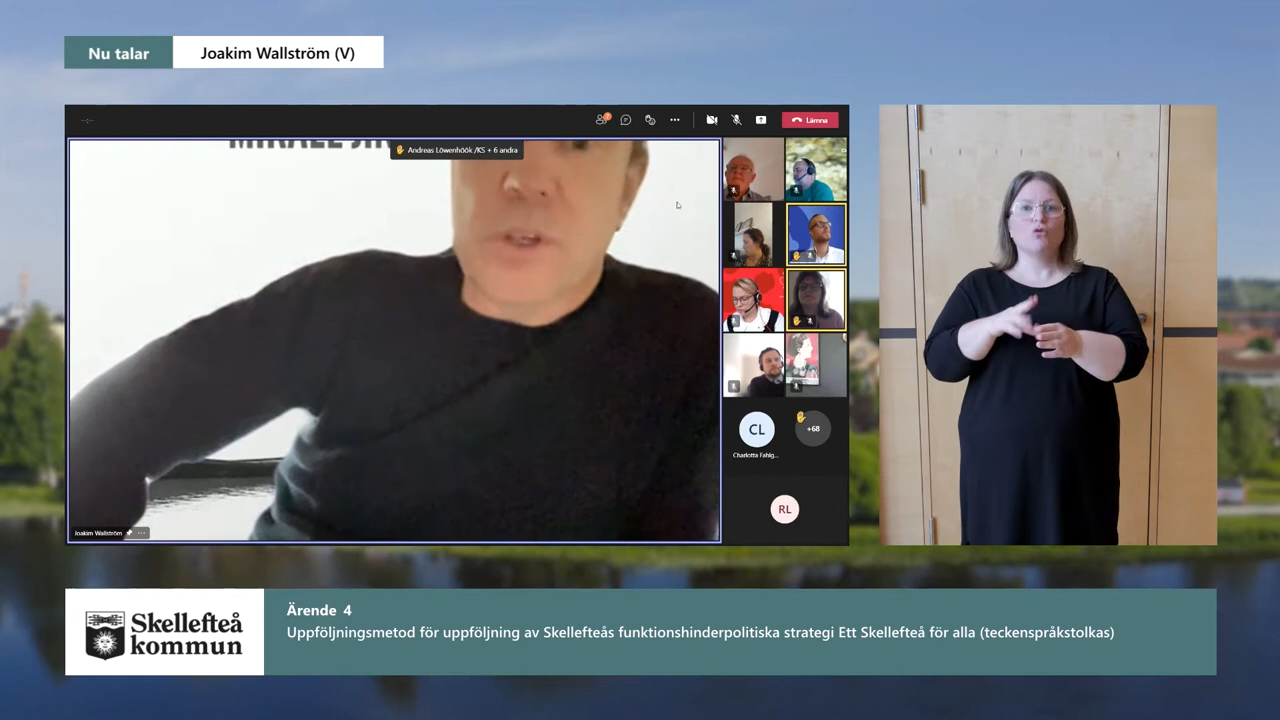 Nu talar
Joakim Wallström (V)
Lämna
Andreas Löwenhöök /KS + 6 andra
CL
+68
Charlotta Fahlg...
RL
Joakim Wallström
Skellefteå
kommun
Ärende 4
Uppföljningsmetod för uppföljning av Skellefteås funktionshinderpolitiska strategi Ett Skellefteå för alla (teckenspråkstolkas)